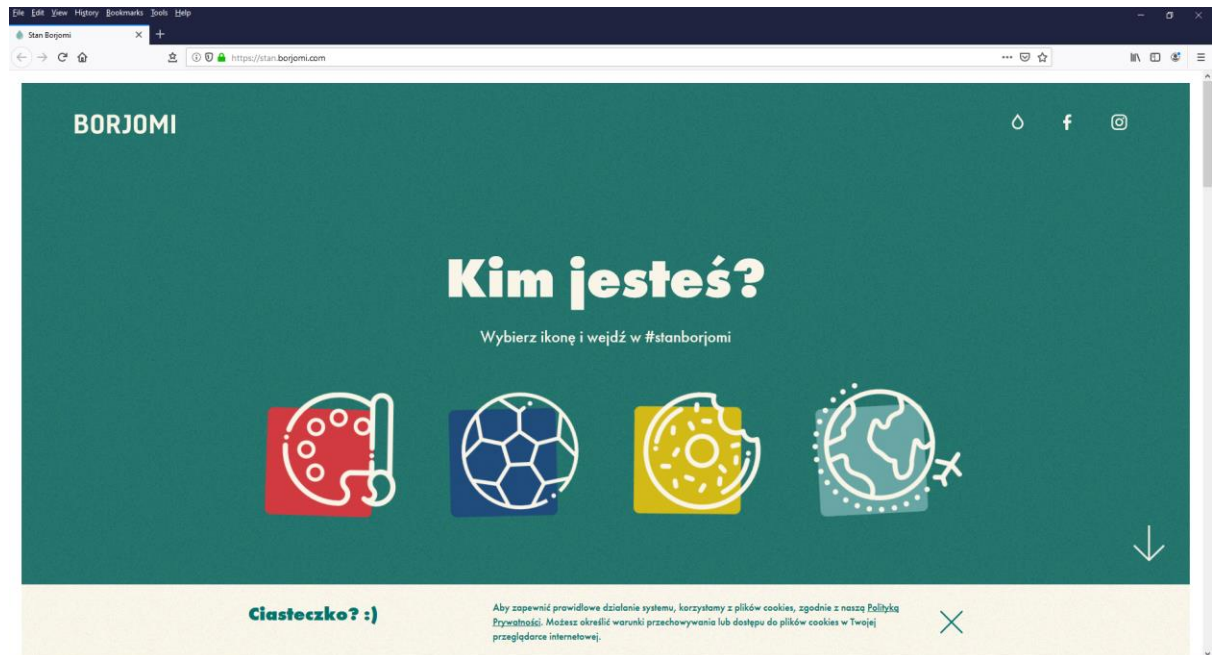 File Edit View History Bookmarks Tools Help
Stan Borjomi
https://stan.borjomi.com
BORJOMI
Kim jesteś?
Wybierz ikonę i wejdź w #stanborjomi
Ciasteczko? :)
Aby zapewnić prawidłowe działanie systemu, korzystamy z plików cookies, zgodnie z naszą Polityką
Prywatności. Możesz określić warunki przechowywania lub dostępu do plików cookies w Twojej
przeglądarce internetowej.